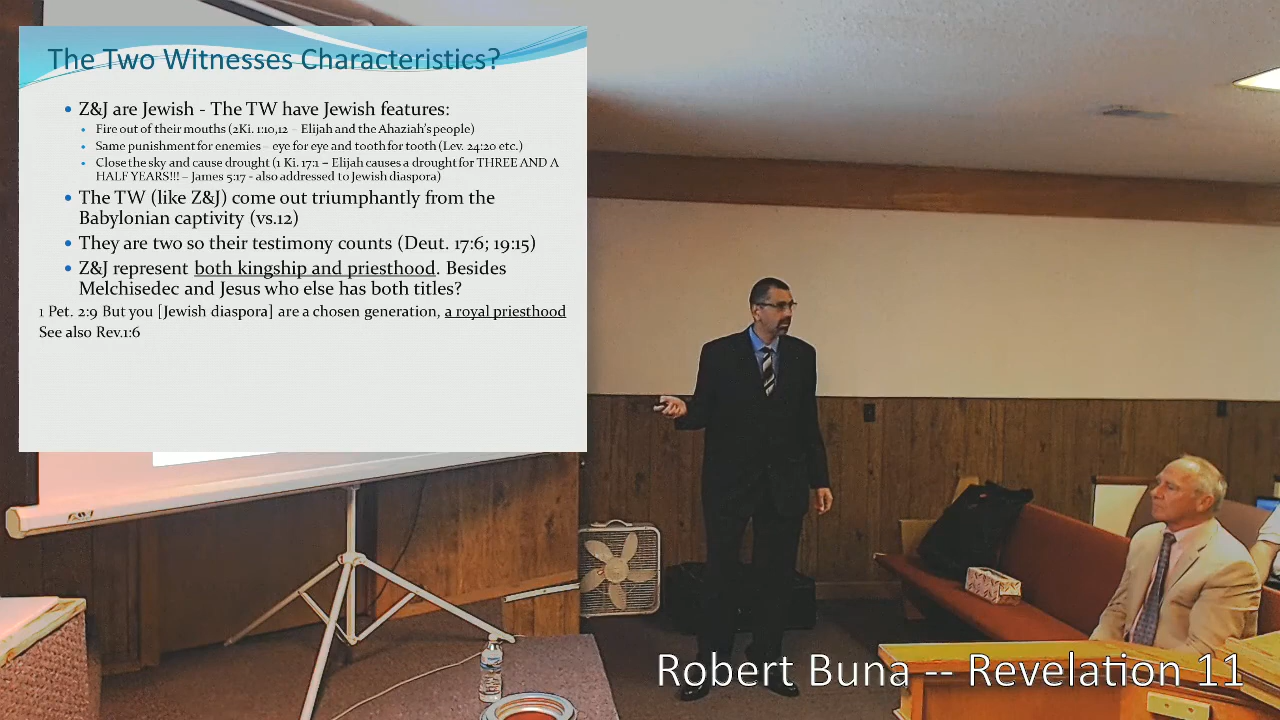 The Two Witnesses Characteristics?
• Z&J are Jewish - The TW have Jewish features:
• Fire out of their mouths (2Ki. 1:10,12 – Elijah and the Ahaziah's people)
• Same punishment for enemies – eye for eye and tooth for tooth (Lev. 24:20 etc.)
• Close the sky and cause drought (1 Ki. 17:1 – Elijah causes a drought for THREE AND A
HALF YEARS!!! – James 5:17 - also addressed to Jewish diaspora)
• The TW (like Z&J) come out triumphantly from the
Babylonian captivity (vs.12)
• They are two so their testimony counts (Deut. 17:6; 19:15)
• Z&J represent both kingship and priesthood. Besides
Melchisedec and Jesus who else has both titles?
1 Pet. 2:9 But you [Jewish diaspora] are a chosen generation, a royal priesthood
See also Rev.1:6
Robert Buna -- Revelation 11